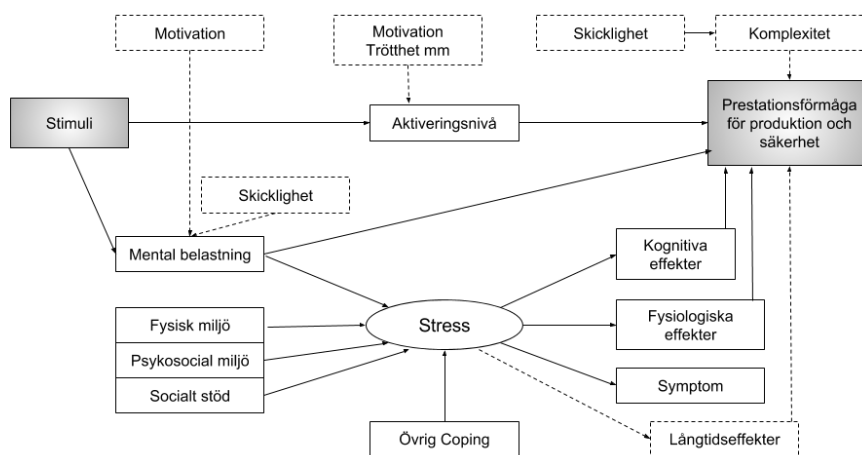 Motivation
Motivation
Trötthet mm
Skicklighet
Komplexitet
Stimuli
Aktiveringsnivå
Prestationsförmåga
för produktion och
säkerhet
Skicklighet
Mental belastning
Kognitiva
effekter
Fysisk miljö
Psykosocial miljö
Socialt stöd
Stress
Fysiologiska
effekter
Symptom
Övrig Coping
Långtidseffekter